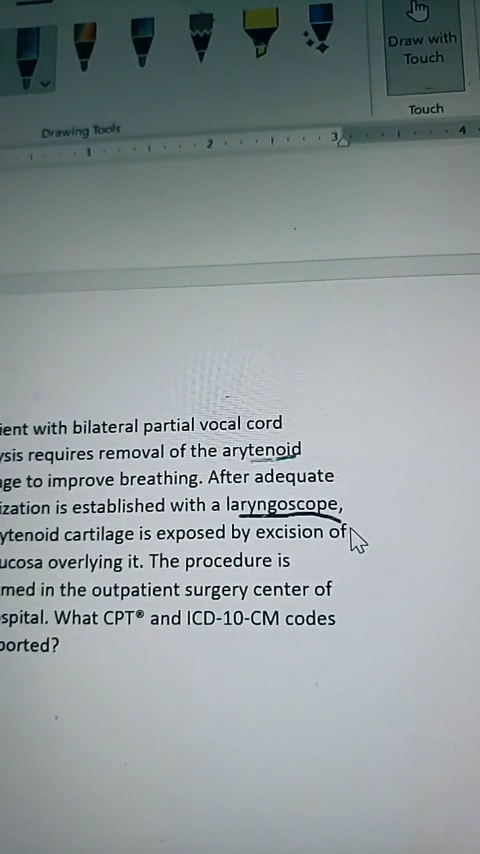 Draw with
Touch
Touch
Drawing Tools
1 2 3 4
ient with bilateral partial vocal cord
ysis requires removal of the arytenoid
age to improve breathing. After adequate
ization is established with a laryngoscope,
ytenoid cartilage is exposed by excision of
ucosa overlying it. The procedure is
med in the outpatient surgery center of
spital. What CPT® and ICD-10-CM codes
ported?